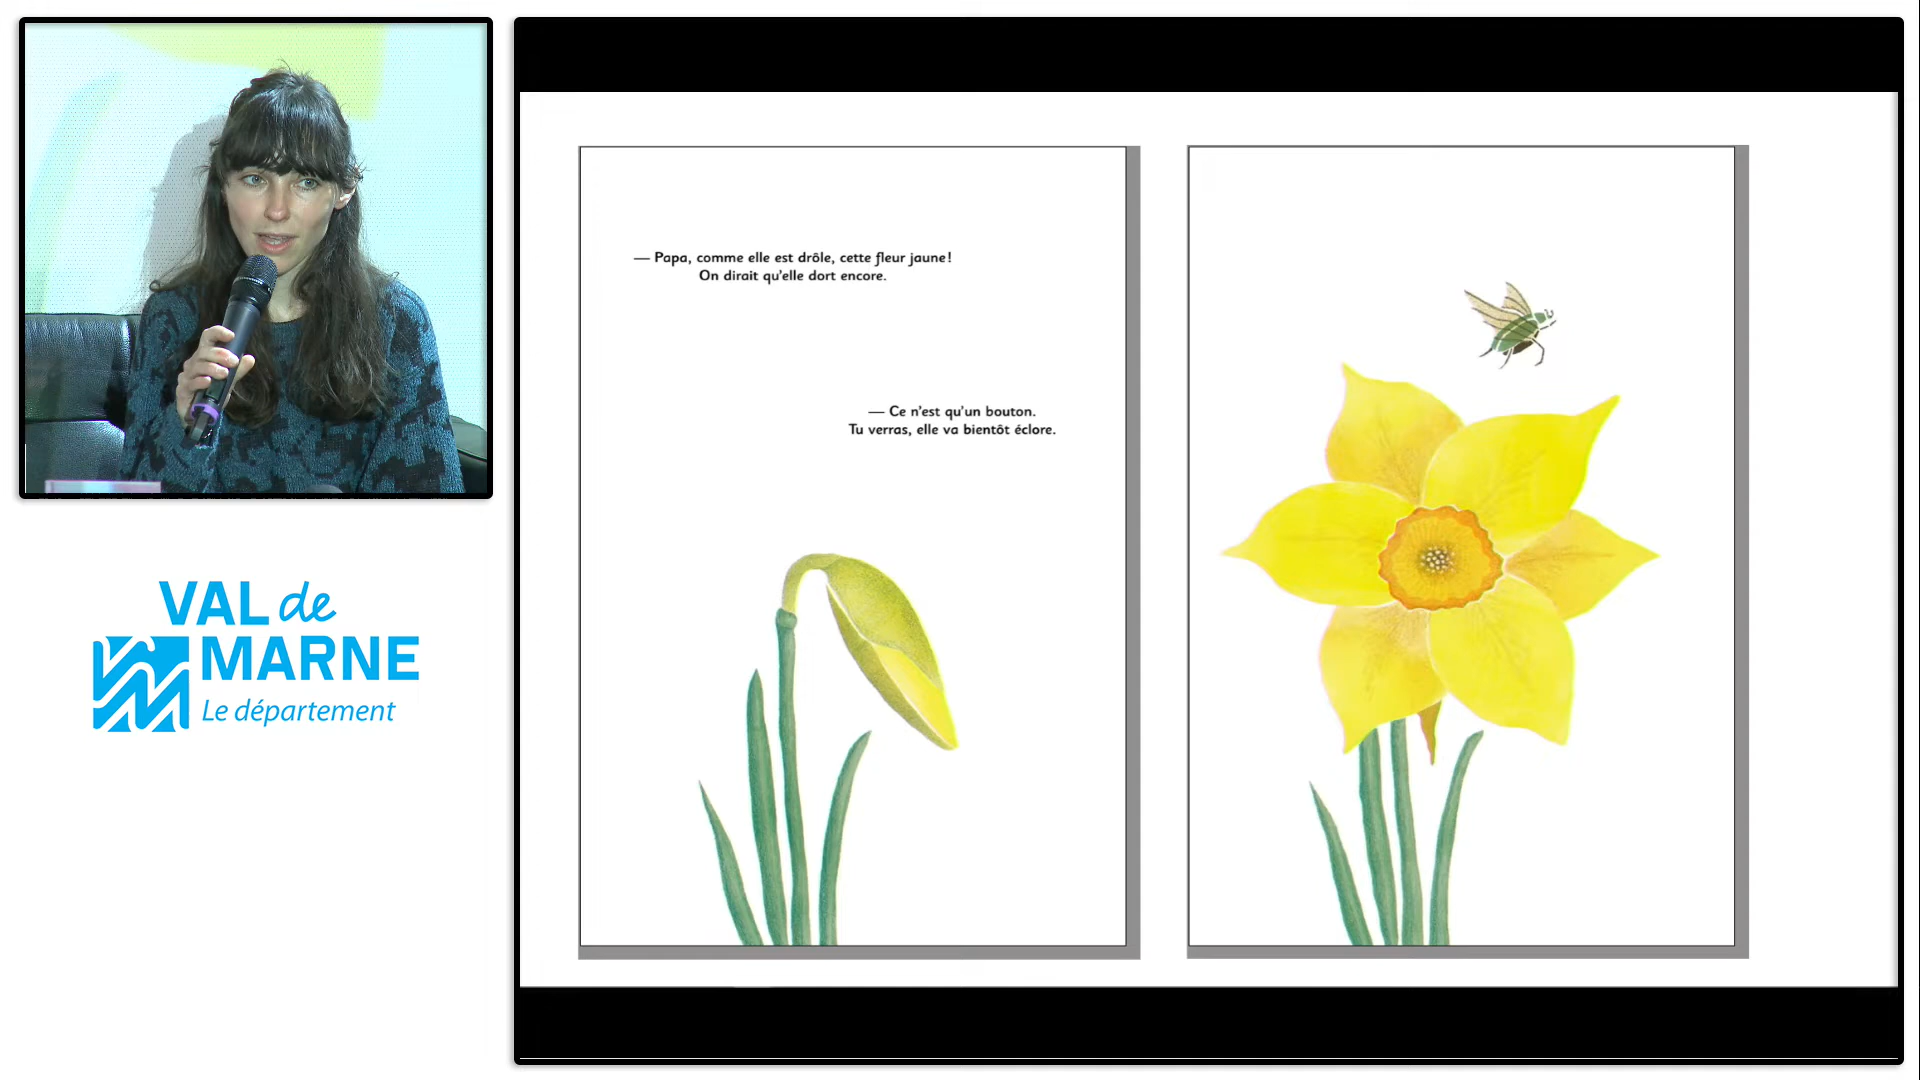 — Papa, comme elle est drôle, cette fleur jaune!
On dirait qu'elle dort encore.
— Ce n'est qu'un bouton.
Tu verras, elle va bientôt éclore.
VAL de
MARNE
Le département